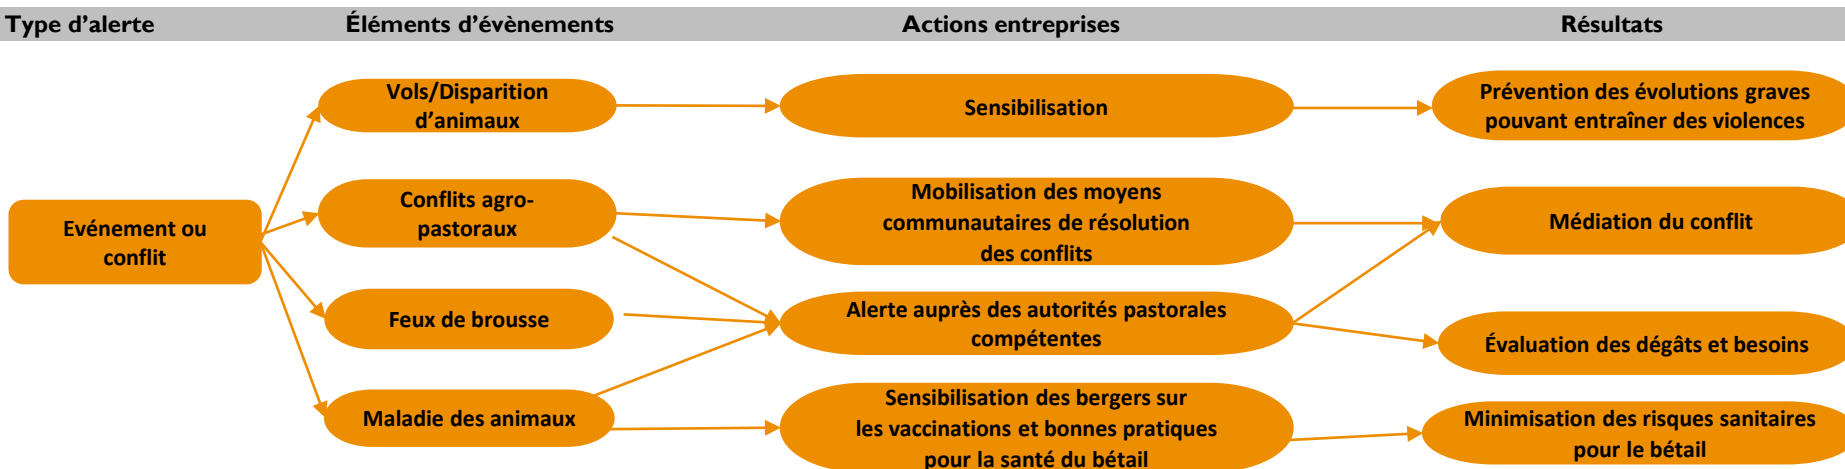 Type d’alerte
Éléments d’évènements
Actions entreprises
Résultats
Evénement ou
conflit
Vols/Disparition
d’animaux
Conflits agro-
pastoraux
Feux de brousse
Maladie des animaux
Sensibilisation
Mobilisation des moyens
communautaires de résolution
des conflits
Alerte auprès des autorités pastorales
compétentes
Sensibilisation des bergers sur
les vaccinations et bonnes pratiques
pour la santé du bétail
Prévention des évolutions graves
pouvant entraîner des violences
Médiation du conflit
Évaluation des dégâts et besoins
Minimisation des risques sanitaires
pour le bétail